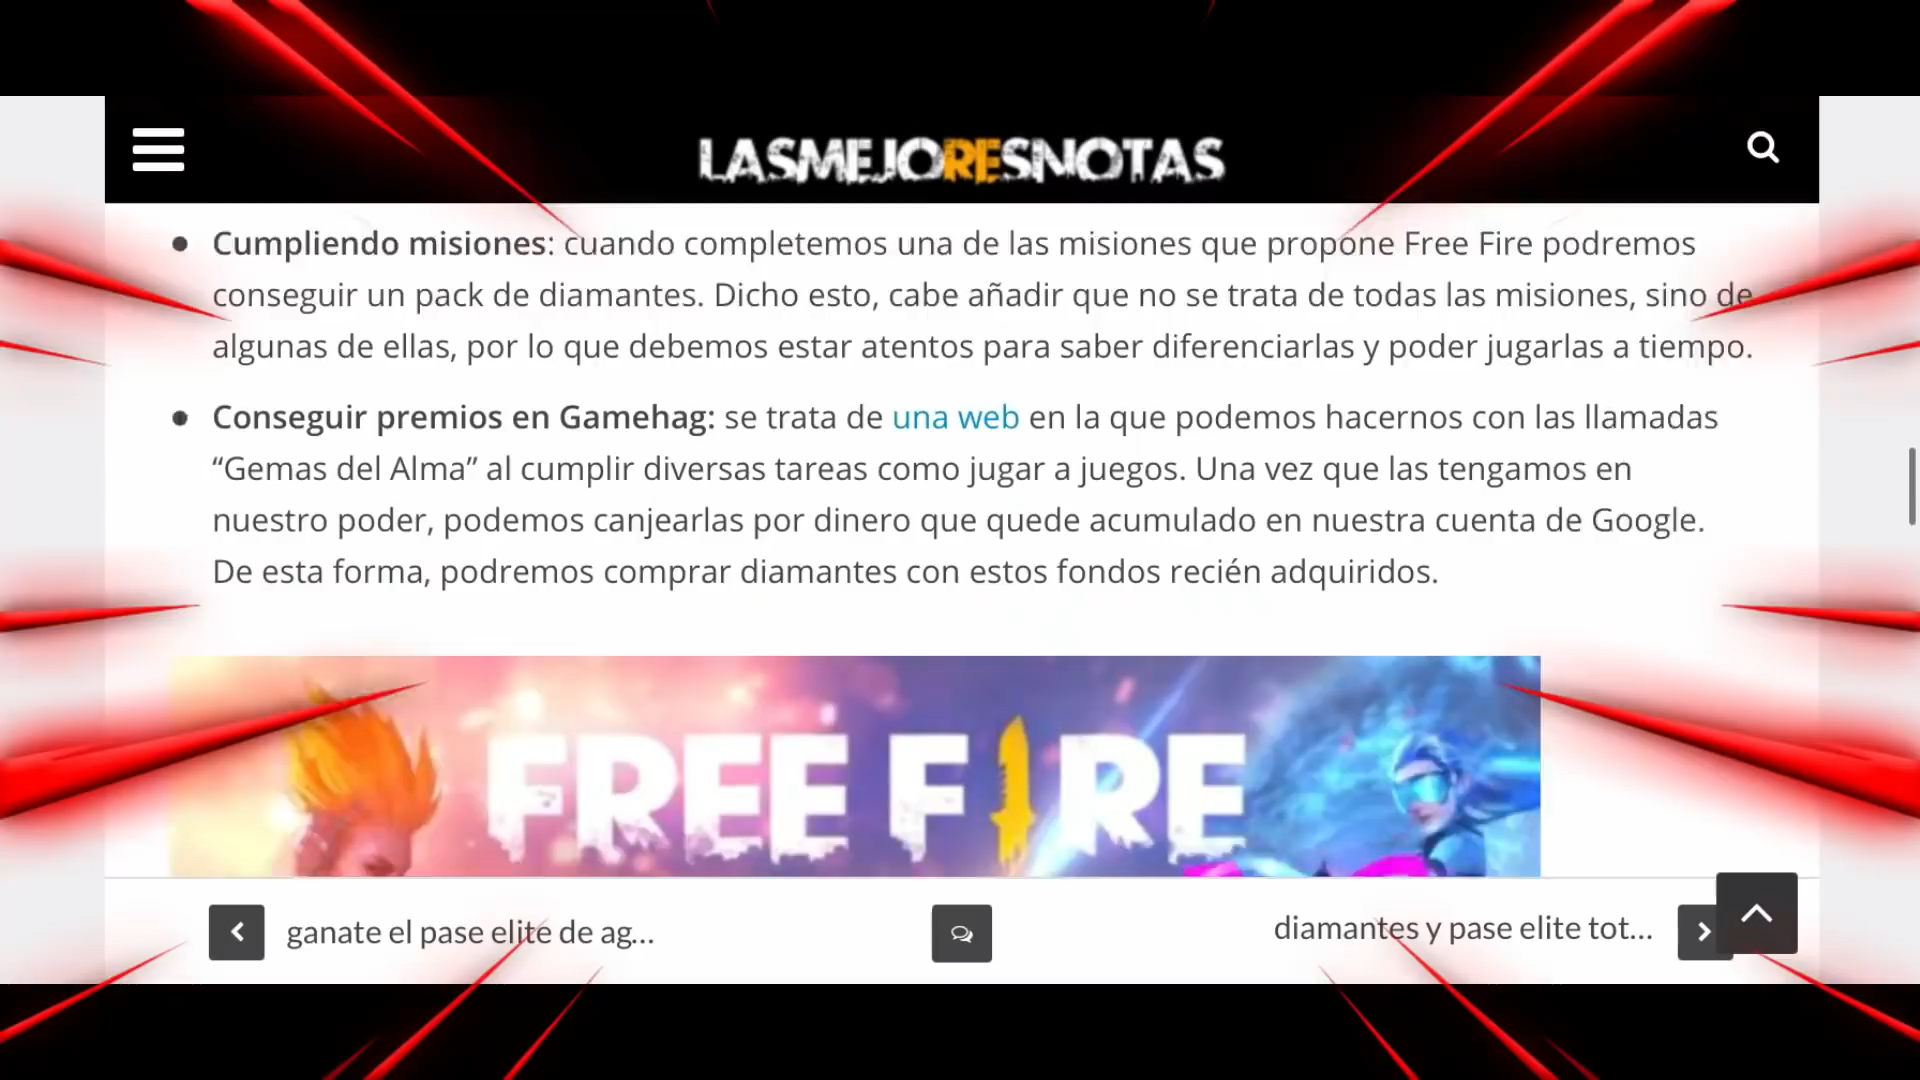 LASMEJORESNOTAS
Cumpliendo misiones: cuando completemos una de las misiones que propone Free Fire podremos
conseguir un pack de diamantes. Dicho esto, cabe añadir que no se trata de todas las misiones, sino de
algunas de ellas, por lo que debemos estar atentos para saber diferenciarlas y poder jugarlas a tiempo.
Conseguir premios en Gamehag: se trata de una web en la que podemos hacernos con las llamadas
“Gemas del Alma” al cumplir diversas tareas como jugar a juegos. Una vez que las tengamos en
nuestro poder, podemos canjearlas por dinero que quede acumulado en nuestra cuenta de Google.
De esta forma, podremos comprar diamantes con estos fondos recién adquiridos.
FREE FIRE
ganate el pase elite de ag...
diamantes y pase elite tot...